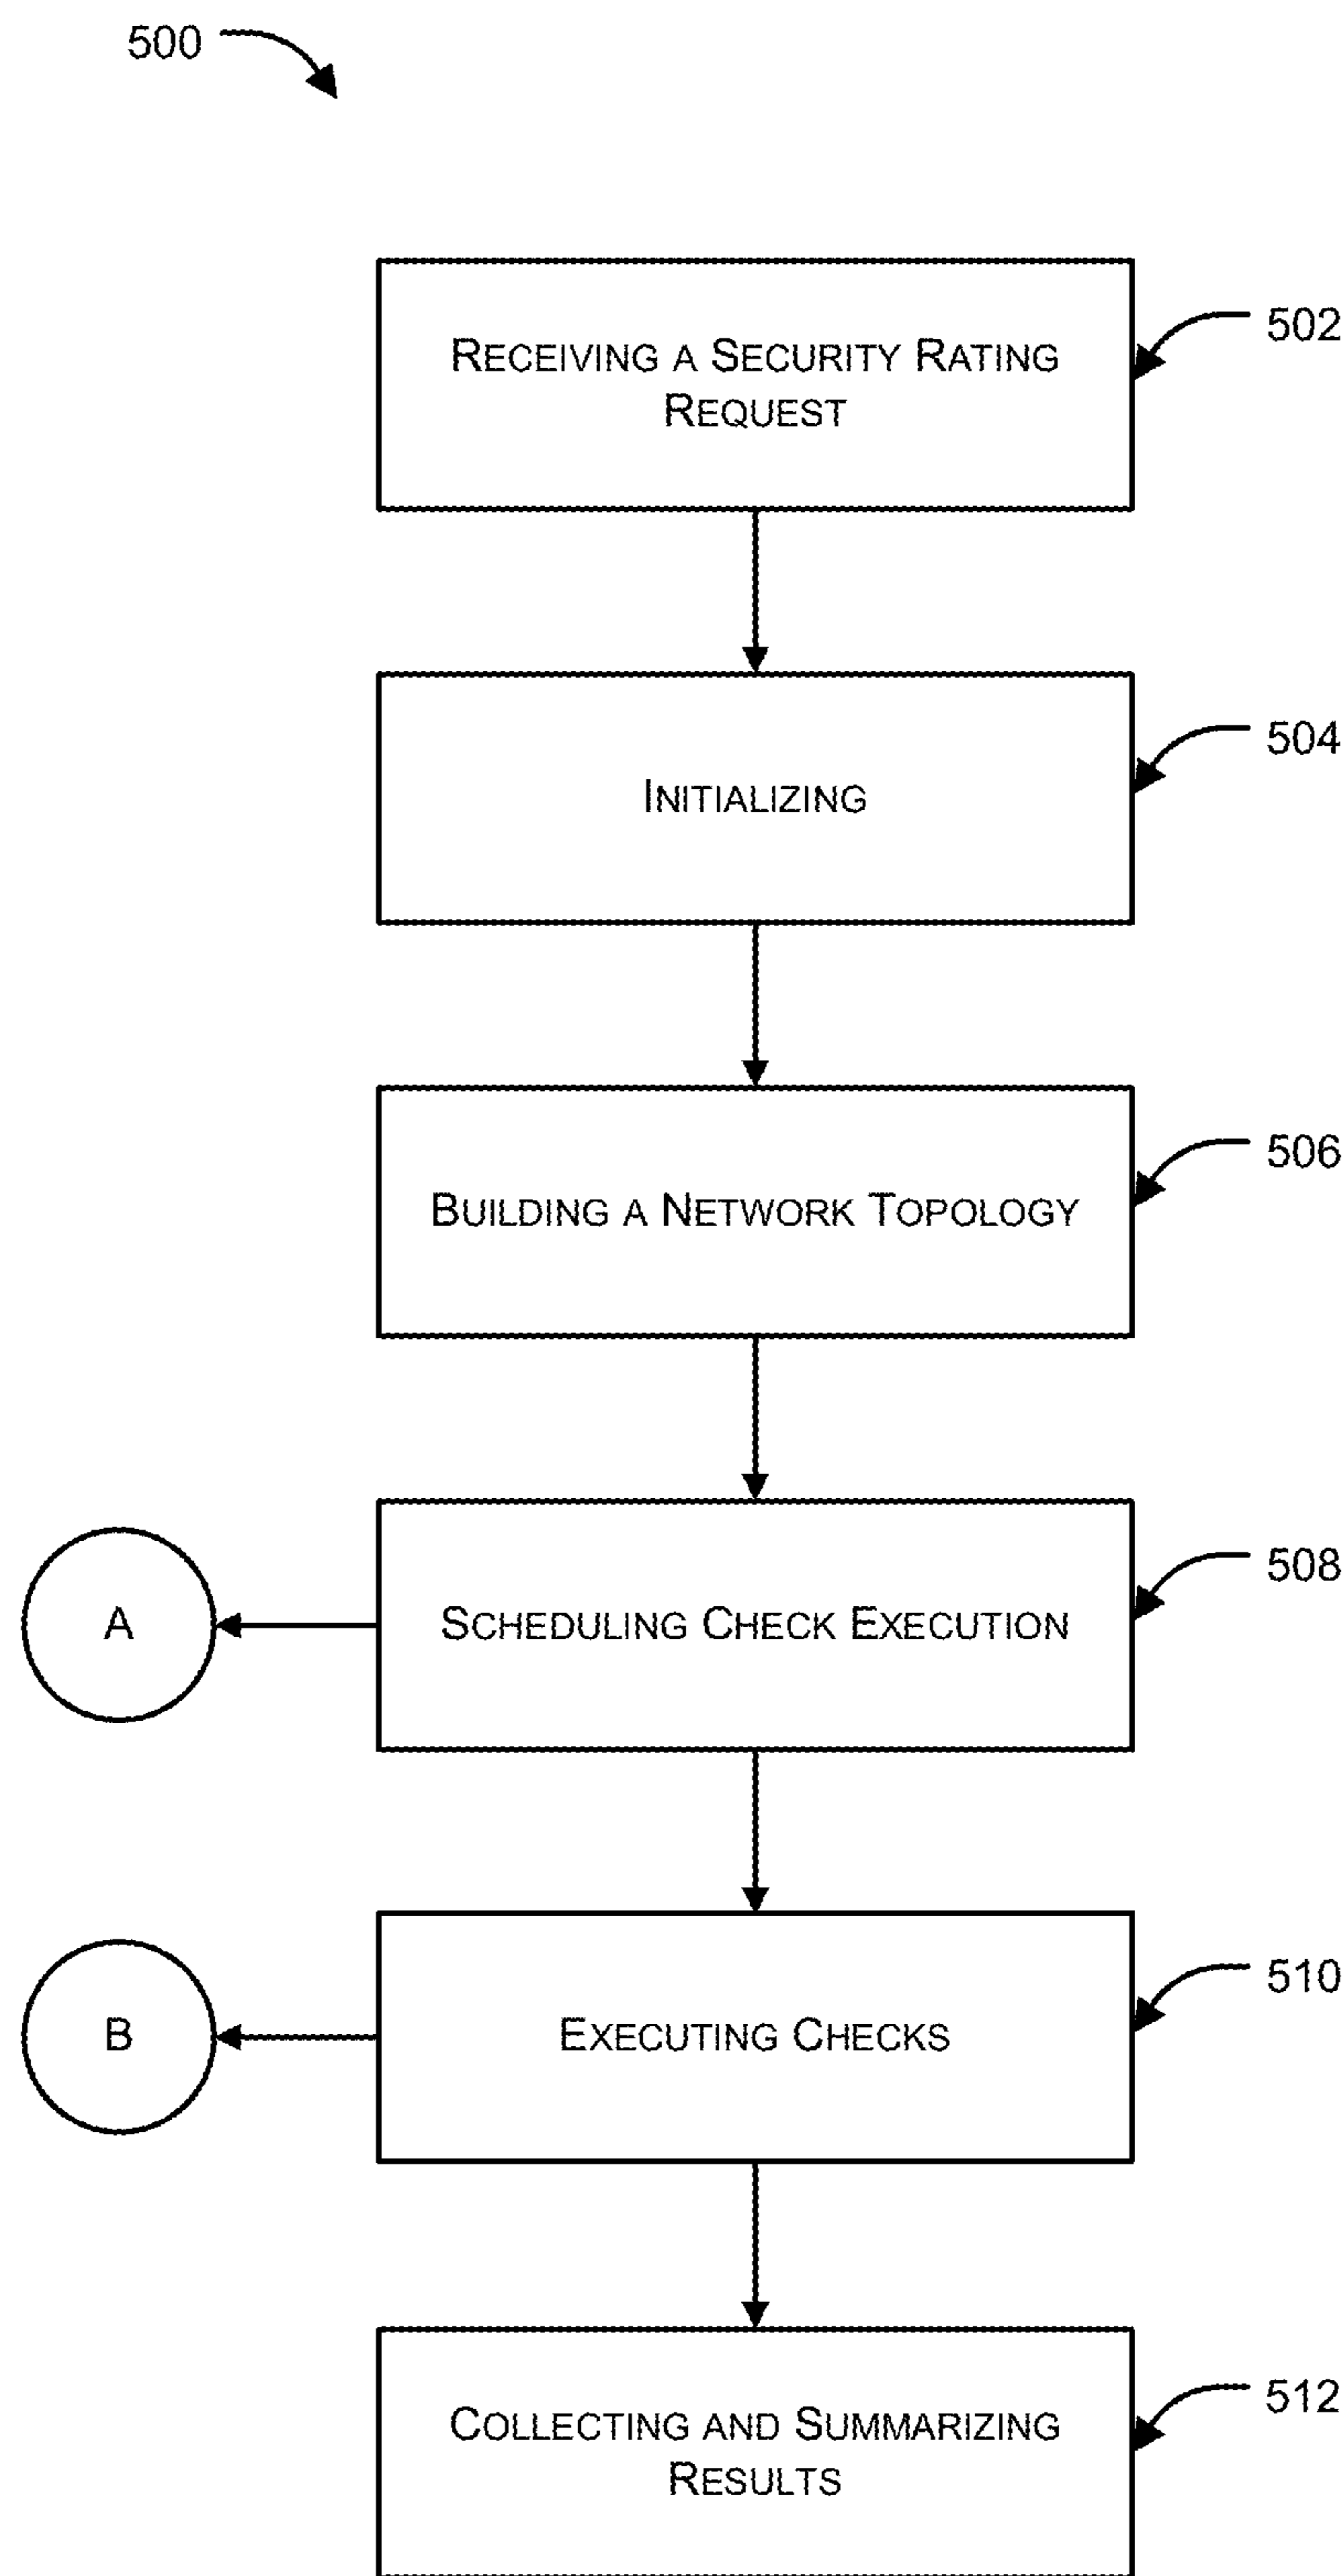 500
RECEIVING A SECURITY RATING
REQUEST
502
INITIALIZING
504
BUILDING A NETWORK TOPOLOGY
506
A
SCHEDULING CHECK EXECUTION
508
B
EXECUTING CHECKS
510
COLLECTING AND SUMMARIZING
RESULTS
512